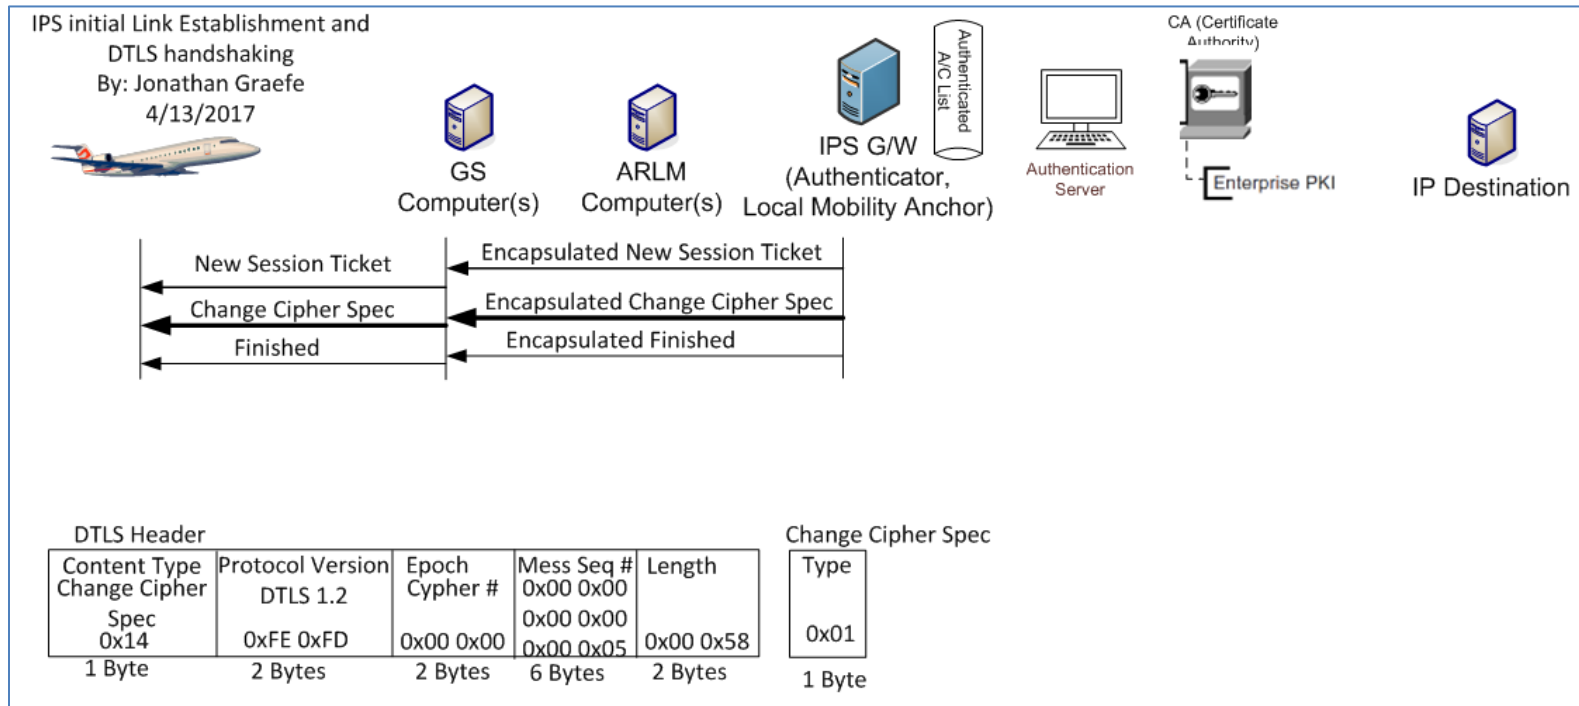 IPS initial Link Establishment and
DTLS handshaking
By: Jonathan Graefe
4/13/2017
GS
Computer(s)
ARLM
Computer(s)
IPS G/W
(Authenticator,
Local Mobility Anchor)
Authenticated
A/C List
Authentication
Server
CA (Certificate
Authority)
Enterprise PKI
IP Destination
New Session Ticket
Encapsulated New Session Ticket
Change Cipher Spec
Encapsulated Change Cipher Spec
Finished
Encapsulated Finished
DTLS Header
Content Type
Change Cipher
Spec
0x14
1 Byte
Protocol Version
DTLS 1.2
0xFE 0xFD
2 Bytes
Epoch
Cypher #
0x00 0x00
2 Bytes
Mess Seq #
0x00 0x00
0x00 0x00
0x00 0x05
6 Bytes
Length
0x00 0x58
2 Bytes
Change Cipher Spec
Type
0x01
1 Byte